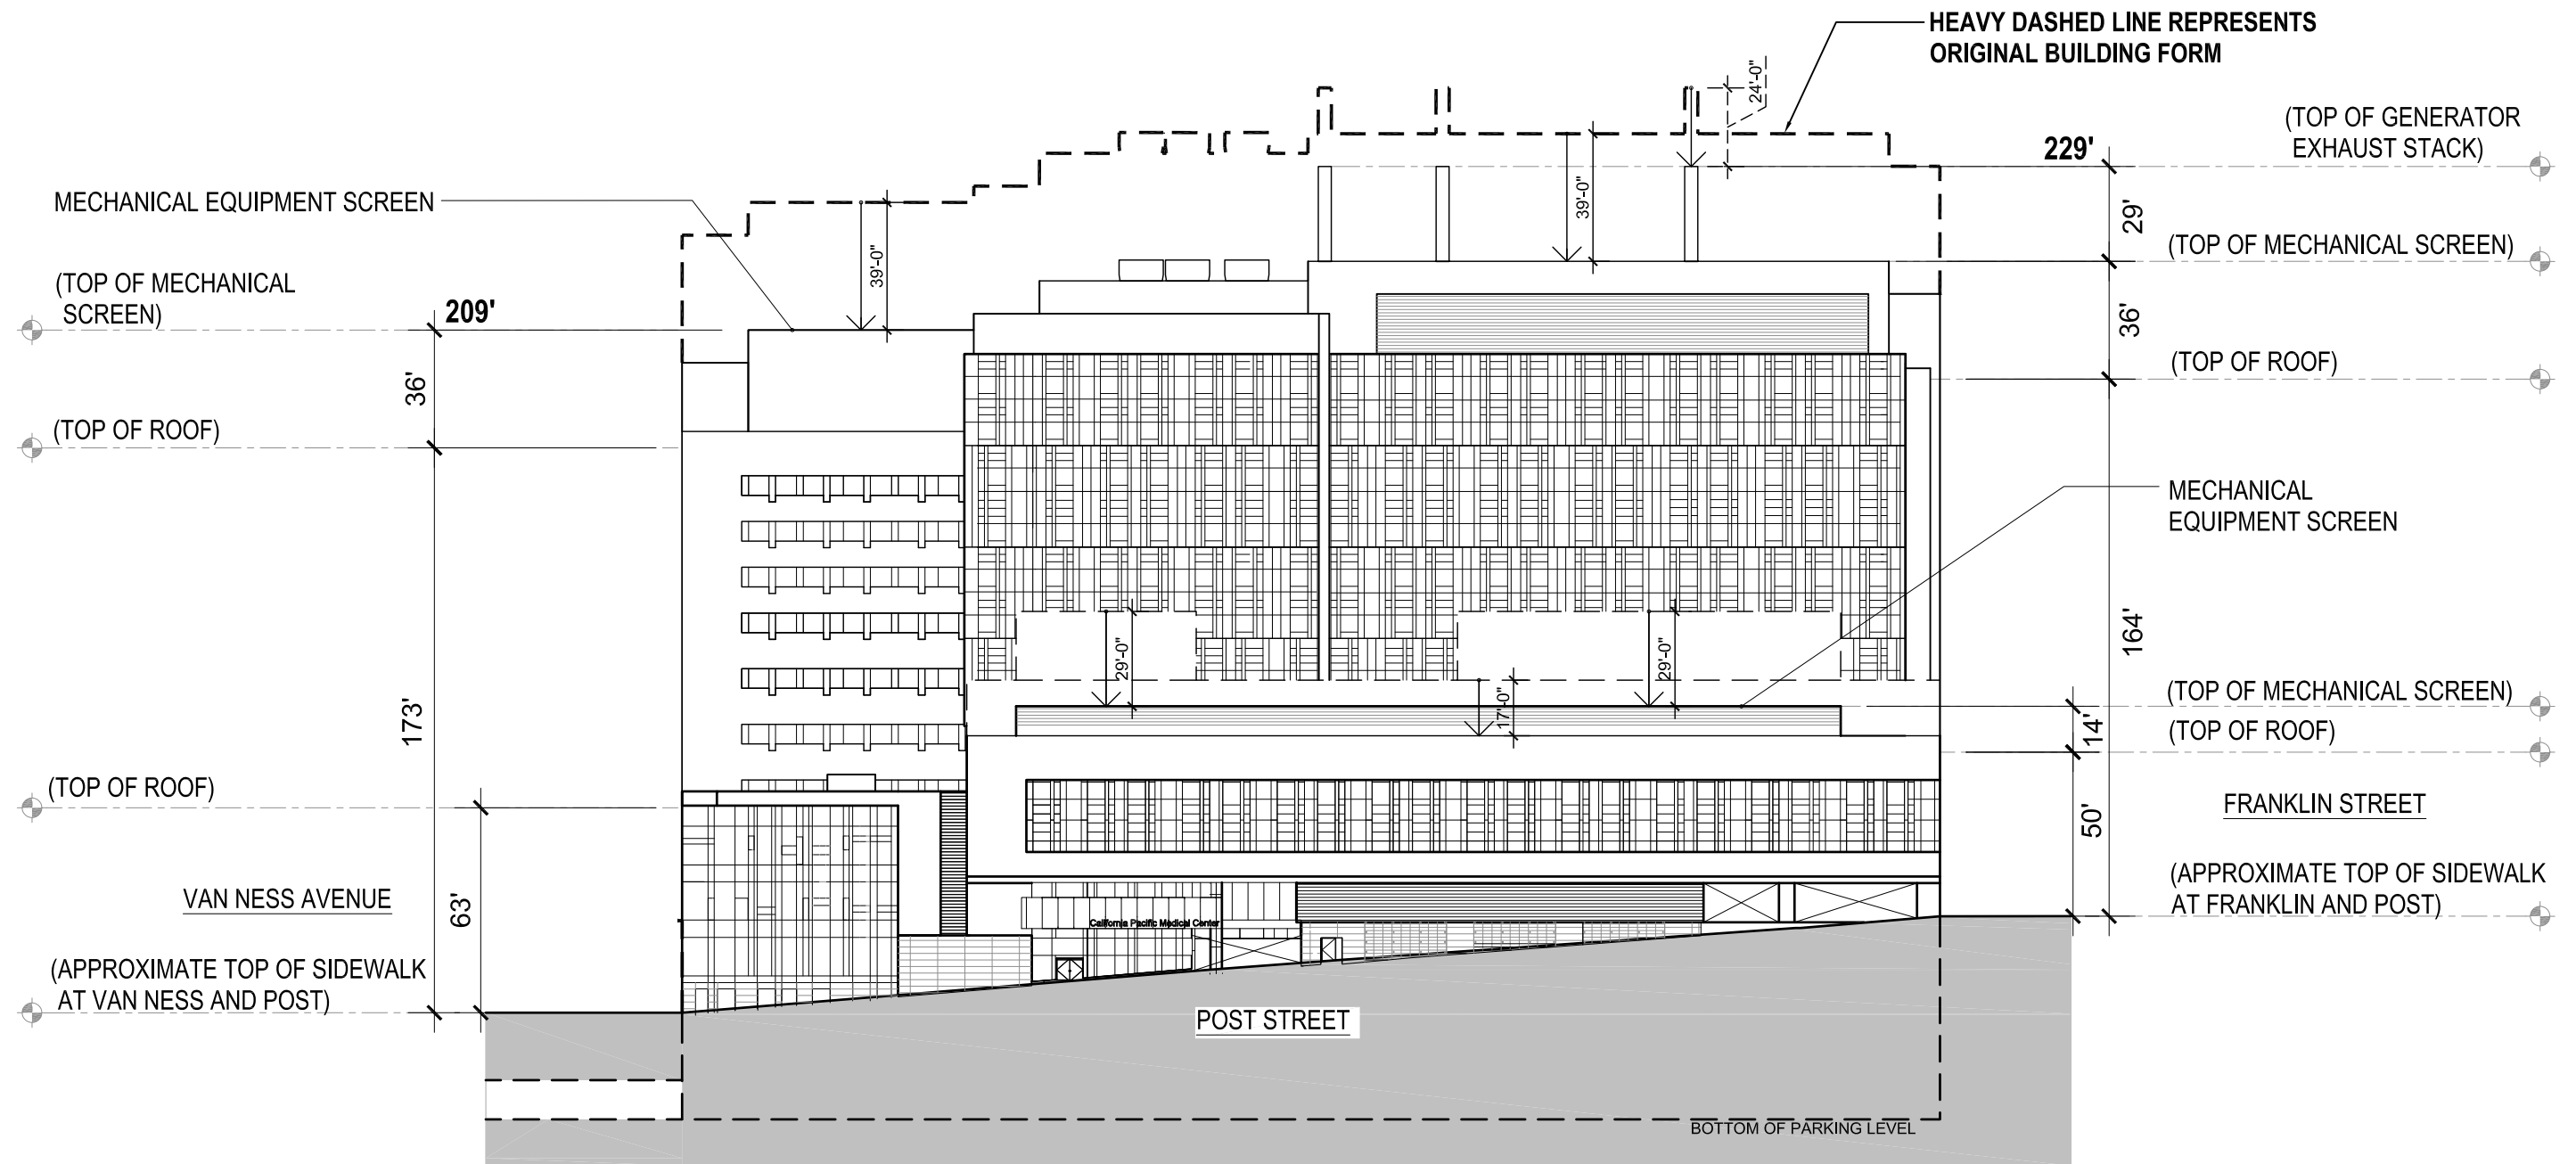 HEAVY DASHED LINE REPRESENTS
ORIGINAL BUILDING FORM
24'-0"
(TOP OF GENERATOR
EXHAUST STACK)
229'
MECHANICAL EQUIPMENT SCREEN
39'-0"
29'
(TOP OF MECHANICAL SCREEN)
39'-0"
(TOP OF MECHANICAL
SCREEN)
209'
36'
(TOP OF ROOF)
36'
(TOP OF ROOF)
MECHANICAL
EQUIPMENT SCREEN
164'
29'-0"
29'-0"
17'-0"
(TOP OF MECHANICAL SCREEN)
14'
(TOP OF ROOF)
173'
(TOP OF ROOF)
FRANKLIN STREET
50'
VAN NESS AVENUE
63'
California Pacific Medical Center
(APPROXIMATE TOP OF SIDEWALK
AT FRANKLIN AND POST)
(APPROXIMATE TOP OF SIDEWALK
AT VAN NESS AND POST)
POST STREET
BOTTOM OF PARKING LEVEL